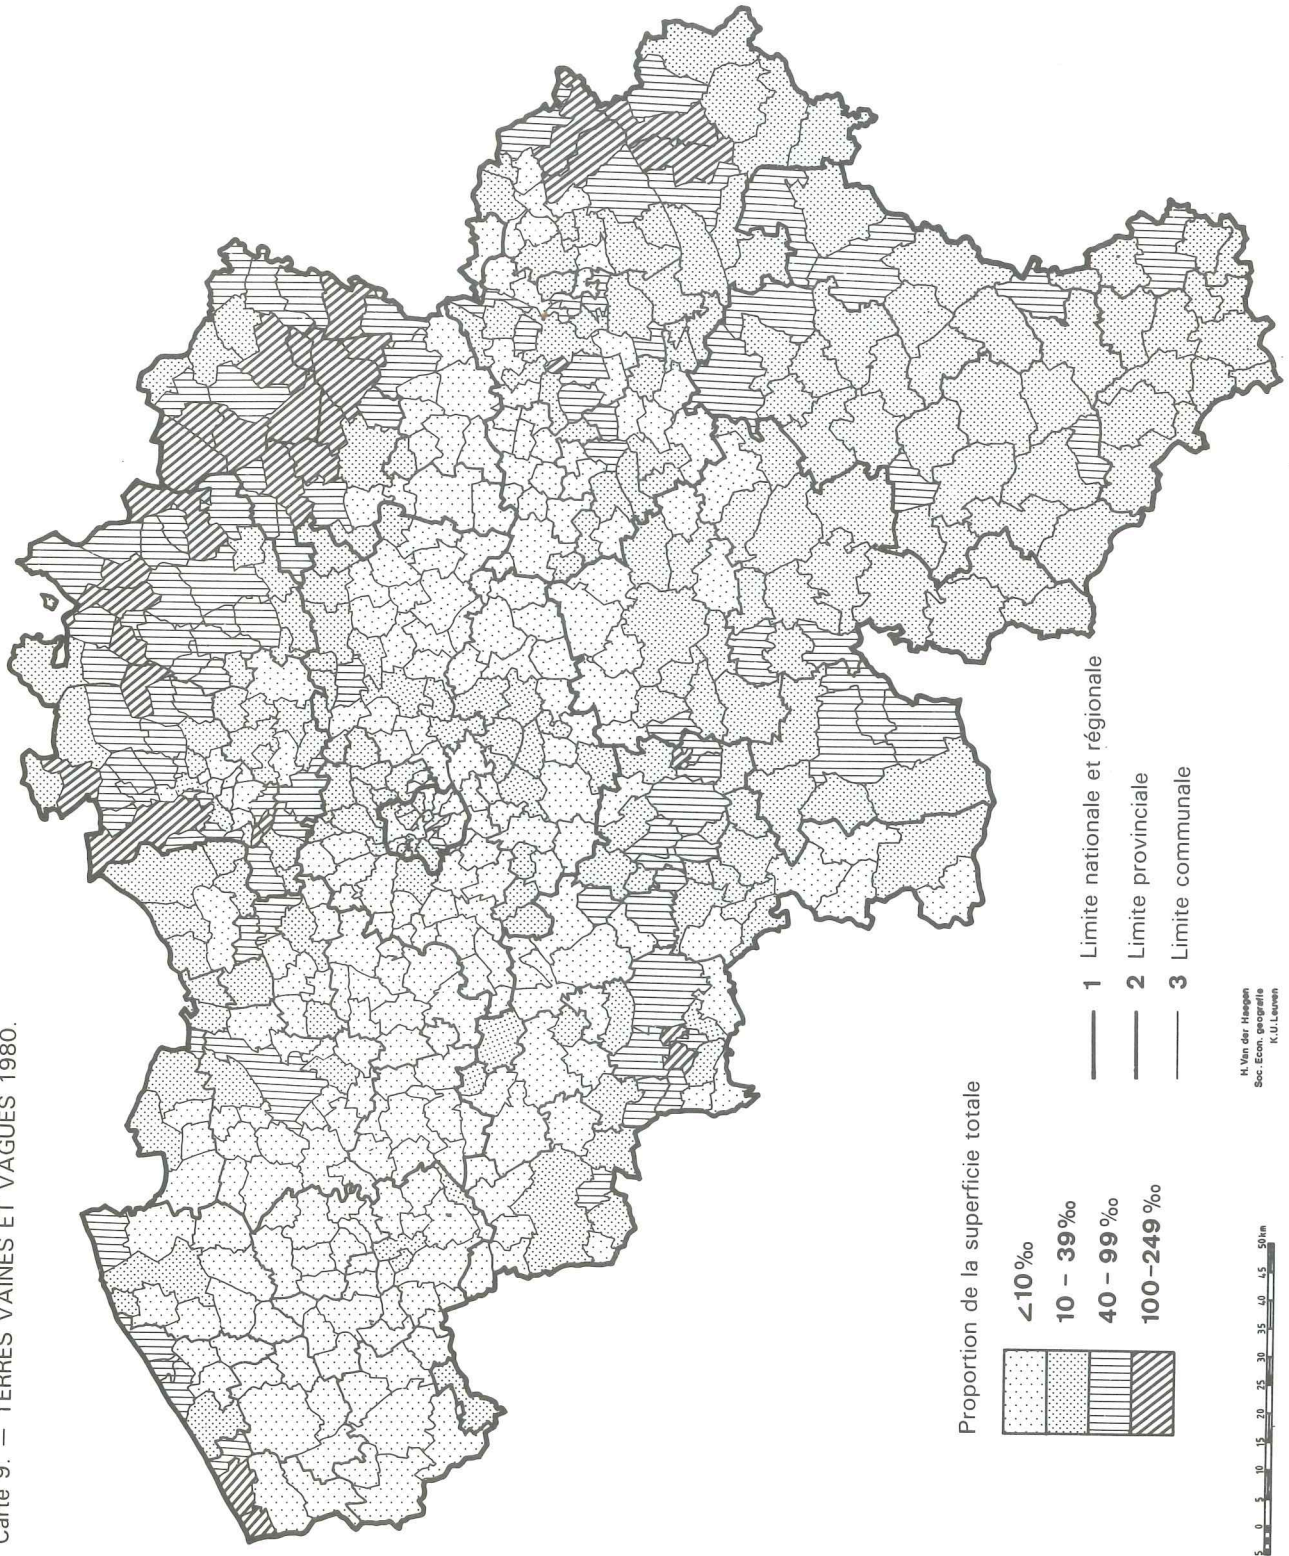 Carte 9. — TERRES VAINES ET VAGUES 1980.
Proportion de la superficie totale
<10‰
10 - 39‰
40 - 99‰
100-249‰
1 Limite nationale et régionale
2 Limite provinciale
3 Limite communale
H. Van der Haegen
Soc. Econ. geografie
K.U.Leuven
5 0 5 10 15 20 25 30 35 40 45 50km